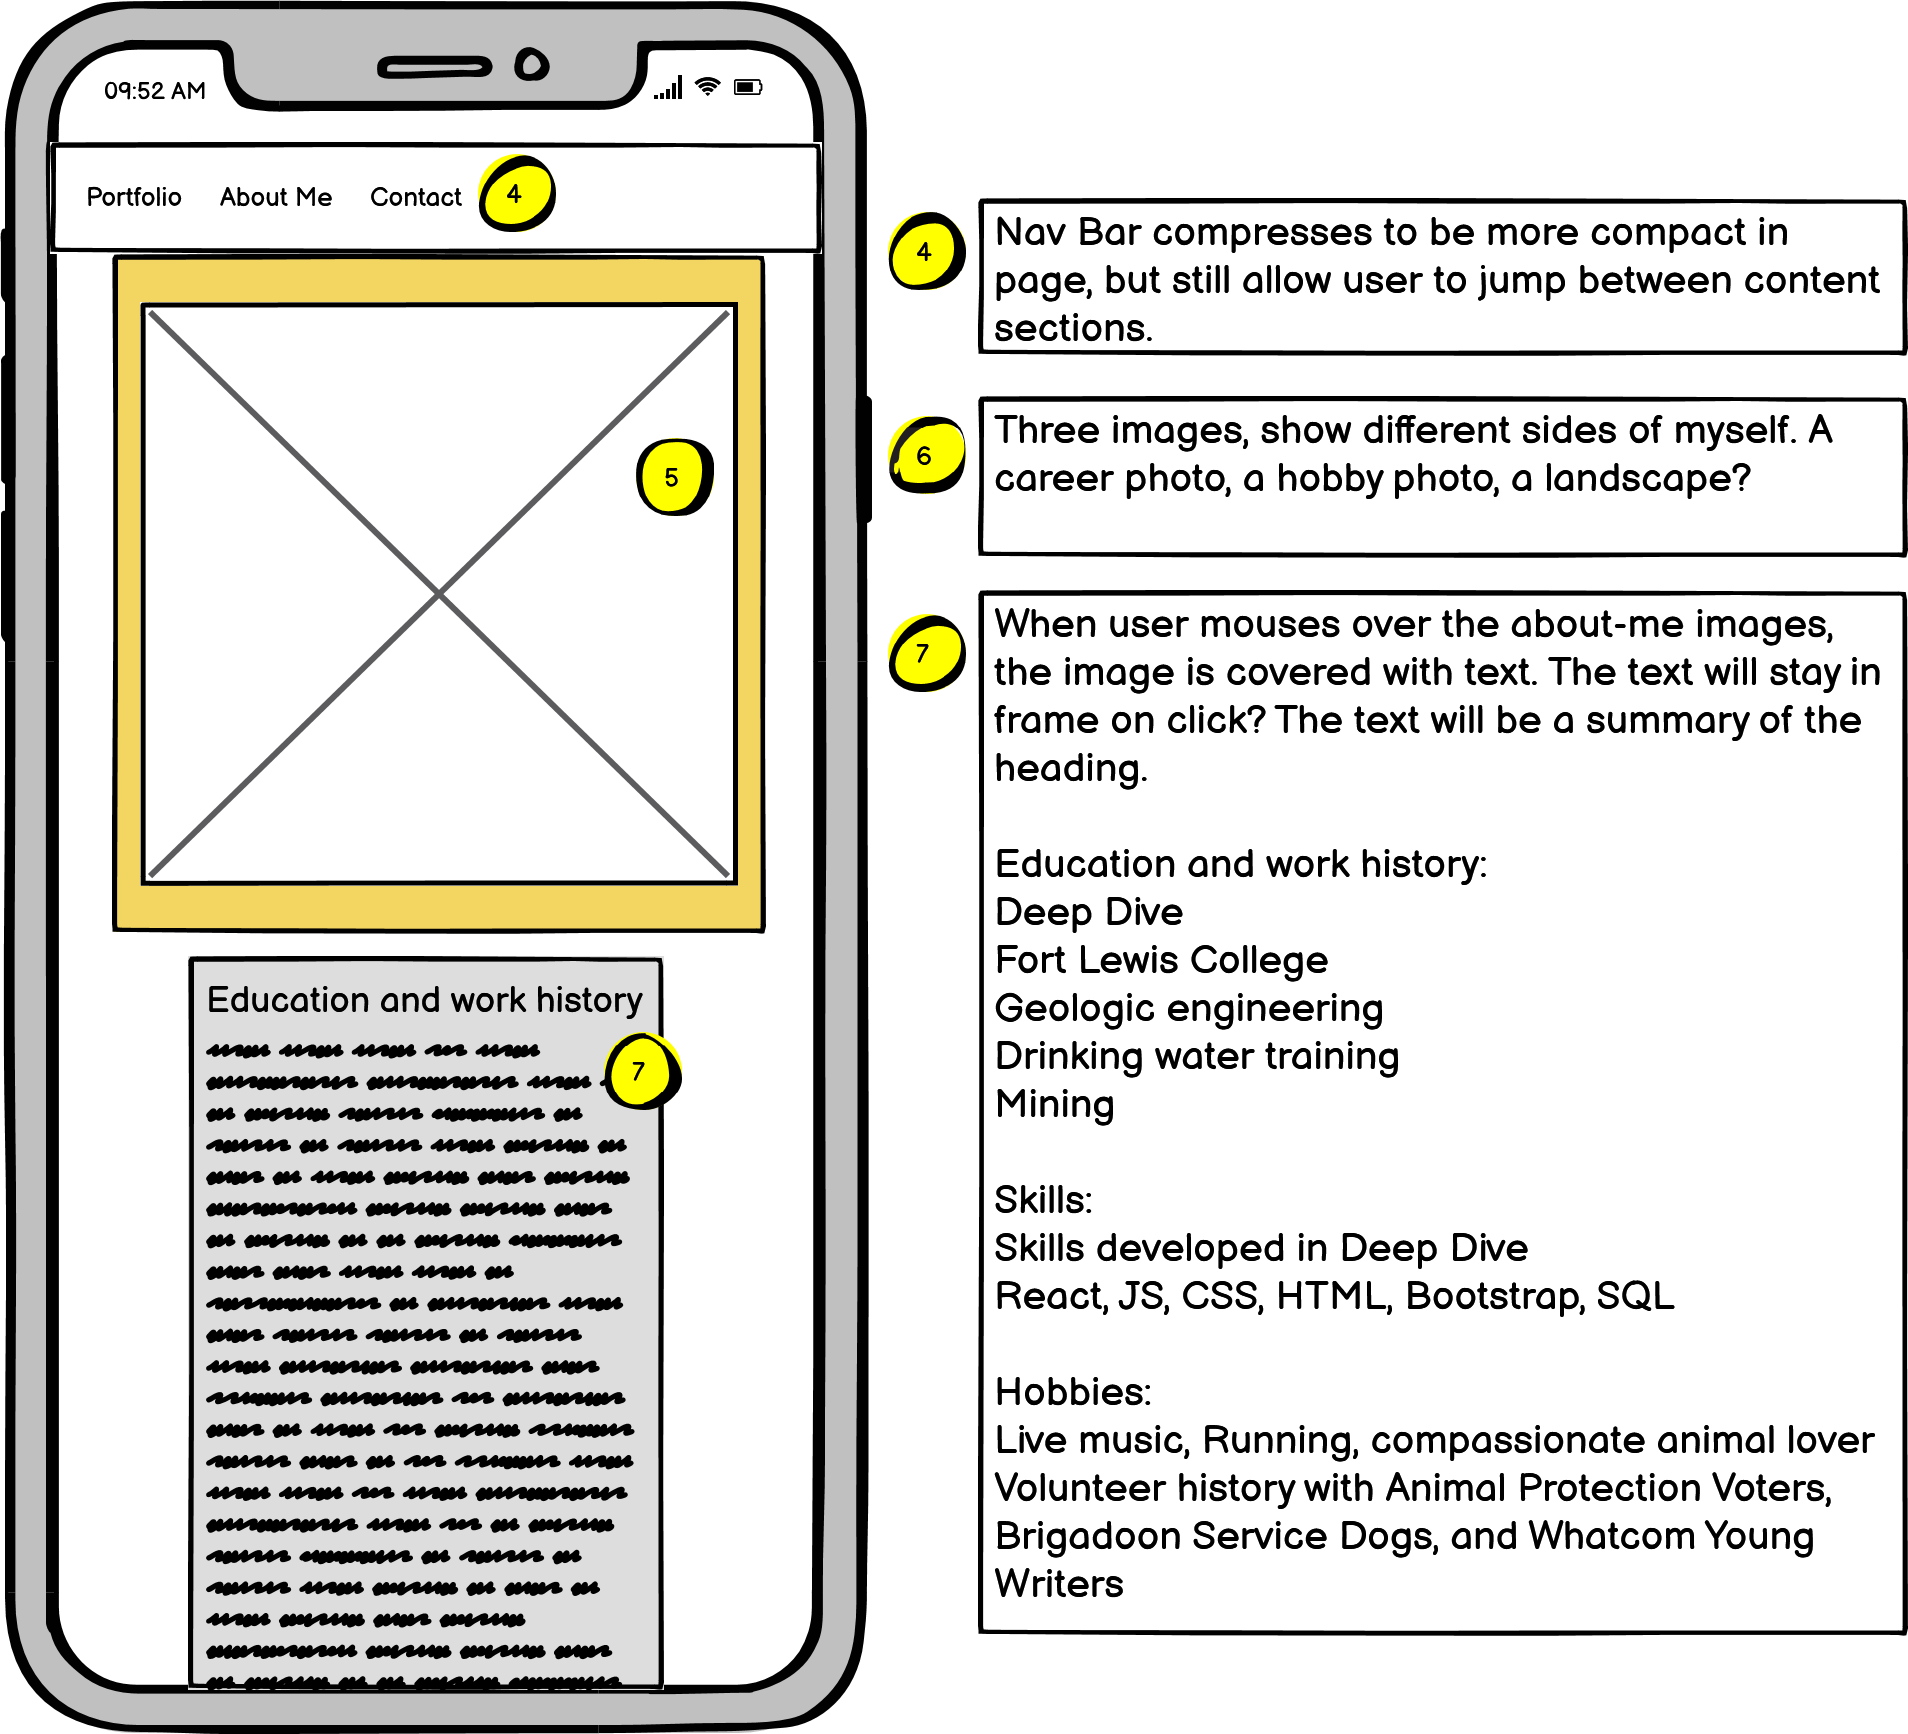 09:52 AM
Portfolio About Me Contact 4
5
Education and work history
7
4
Nav Bar compresses to be more compact in
page, but still allow user to jump between content
sections.
6
Three images, show different sides of myself. A
career photo, a hobby photo, a landscape?
7
When user mouses over the about-me images,
the image is covered with text. The text will stay in
frame on click? The text will be a summary of the
heading.
Education and work history:
Deep Dive
Fort Lewis College
Geologic engineering
Drinking water training
Mining
Skills:
Skills developed in Deep Dive
React, JS, CSS, HTML, Bootstrap, SQL
Hobbies:
Live music, Running, compassionate animal lover
Volunteer history with Animal Protection Voters,
Brigadoon Service Dogs, and Whatcom Young
Writers